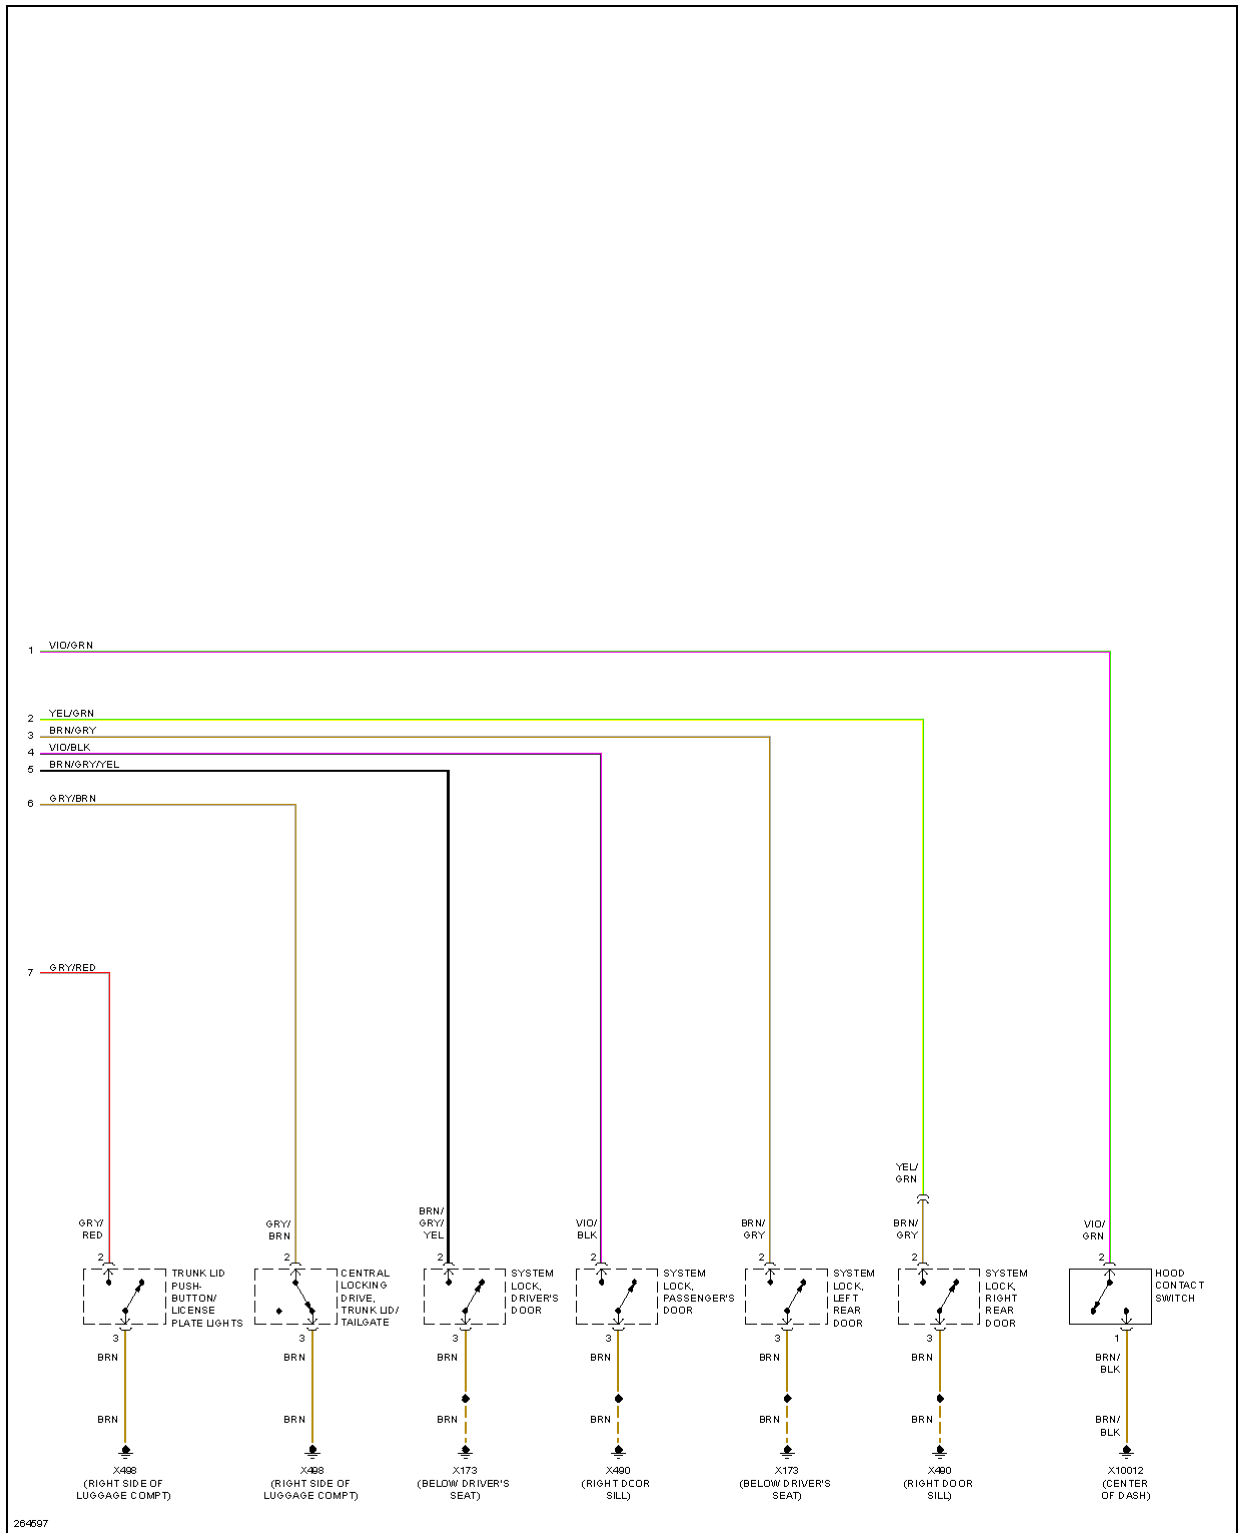 1 VIO/GRN
2 YEL/GRN
3 BRN/GRY
4 VIO/BLK
5 BRN/GRY/YEL
6 GRY/BRN
7 GRY/RED
GRY/
RED
2
TRUNK LID
PUSH-
BUTTON/
LICENSE
PLATE LIGHTS
3
BRN
BRN
X498
(RIGHT SIDE OF
LUGGAGE COMPT)
GRY/
BRN
2
CENTRAL
LOCKING
DRIVE,
TRUNK LID/
TAILGATE
3
BRN
BRN
X498
(RIGHT SIDE OF
LUGGAGE COMPT)
BRN/
GRY/
YEL
2
SYSTEM
LOCK,
DRIVER'S
DOOR
3
BRN
BRN
X173
(BELOW DRIVER'S
SEAT)
VIO/
BLK
2
SYSTEM
LOCK,
PASSENGER'S
DOOR
3
BRN
BRN
X490
(RIGHT DOOR
SILL)
BRN/
GRY
2
SYSTEM
LOCK,
LEFT
REAR
DOOR
3
BRN
BRN
X173
(BELOW DRIVER'S
SEAT)
YEL/
GRN
BRN/
GRY
2
SYSTEM
LOCK,
RIGHT
REAR
DOOR
3
BRN
BRN
X490
(RIGHT DOOR
SILL)
VIO/
GRN
2
HOOD
CONTACT
SWITCH
1
BRN/
BLK
BRN/
BLK
X10012
(CENTER
OF DASH)
264597